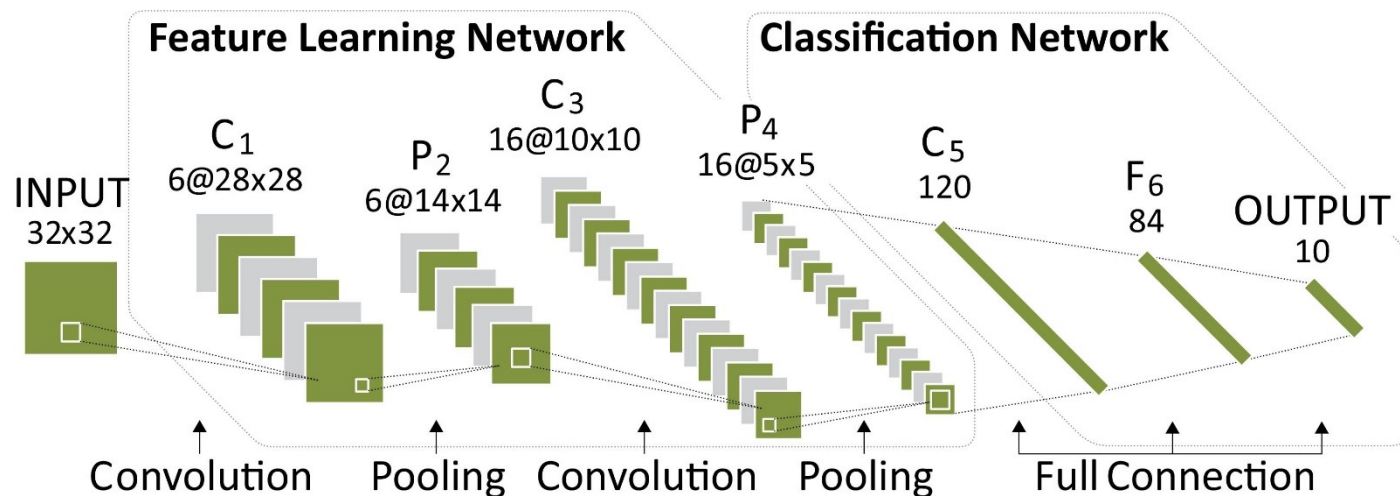 Feature Learning Network
Classification Network
INPUT
32x32
C₁
6@28x28
P₂
6@14x14
C₃
16@10x10
P₄
16@5x5
C₅
120
F₆
84
OUTPUT
10
Convolution
Pooling
Convolution
Pooling
Full Connection